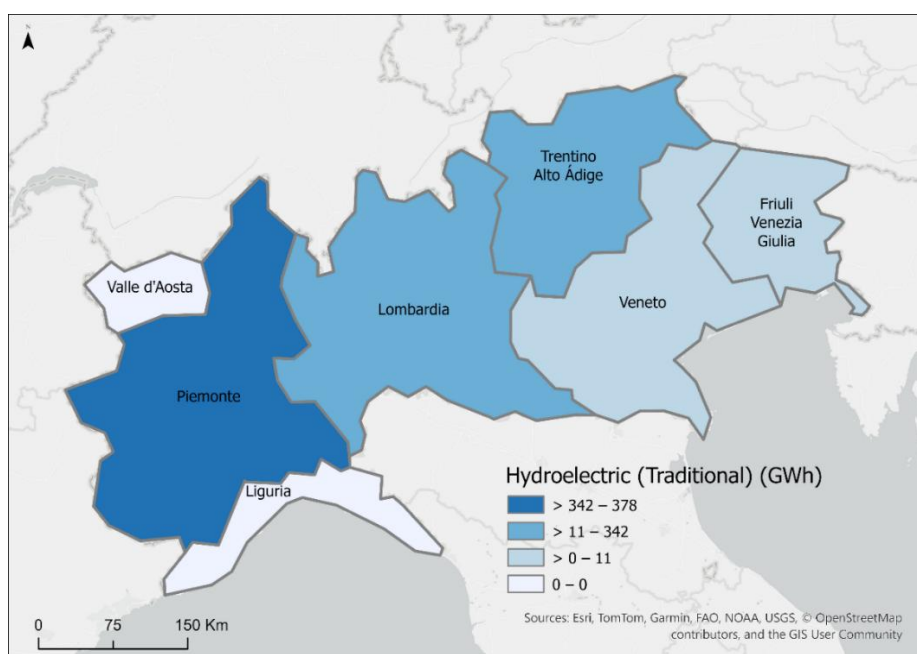 Trentino
Alto Ádige
Friuli
Venezia
Giulia
Valle d'Aosta
Lombardia
Veneto
Piemonte
Liguria
Hydroelectric (Traditional) (GWh)
> 342 – 378
> 11 – 342
> 0 – 11
0 – 0
0 75 150 Km
Sources: Esri, TomTom, Garmin, FAO, NOAA, USGS, © OpenStreetMap
contributors, and the GIS User Community